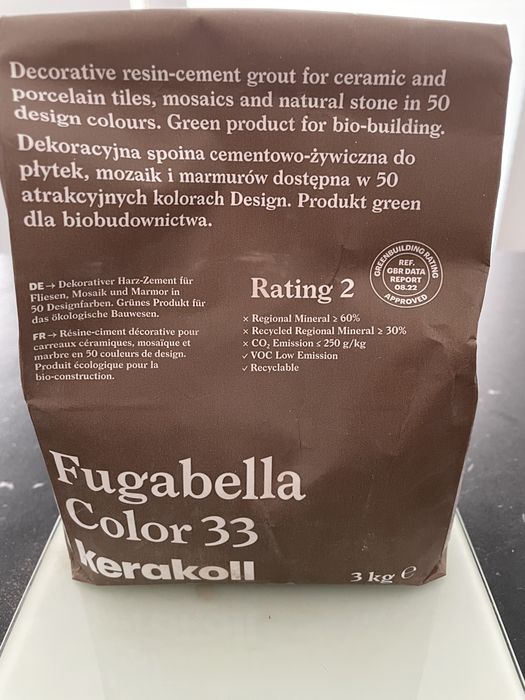 Decorative resin-cement grout for ceramic and
porcelain tiles, mosaics and natural stone in 50
design colours. Green product for bio-building.
Dekoracyjna spoina cementowo-żywiczna do
płytek, mozaik i marmurów dostępna w 50
atrakcyjnych kolorach Design. Produkt green
dla biobudownictwa.
DE → Dekorativer Harz-Zement für
Fliesen, Mosaik und Marmor in
50 Designfarben. Grünes Produkt für
das ökologische Bauwesen.
FR → Résine-ciment décorative pour
carreaux céramiques, mosaïque et
marbre en 50 couleurs de design.
Produit écologique pour la
bio-construction.
Rating 2
× Regional Mineral ≥ 60%
× Recycled Regional Mineral ≥ 30%
× CO₂ Emission ≤ 250 g/kg
✓ VOC Low Emission
✓ Recyclable
GREENBUILDING RATING
REF.
GBR DATA
REPORT
08.22
APPROVED
Fugabella
Color 33
kerakoll
3 kg ℮